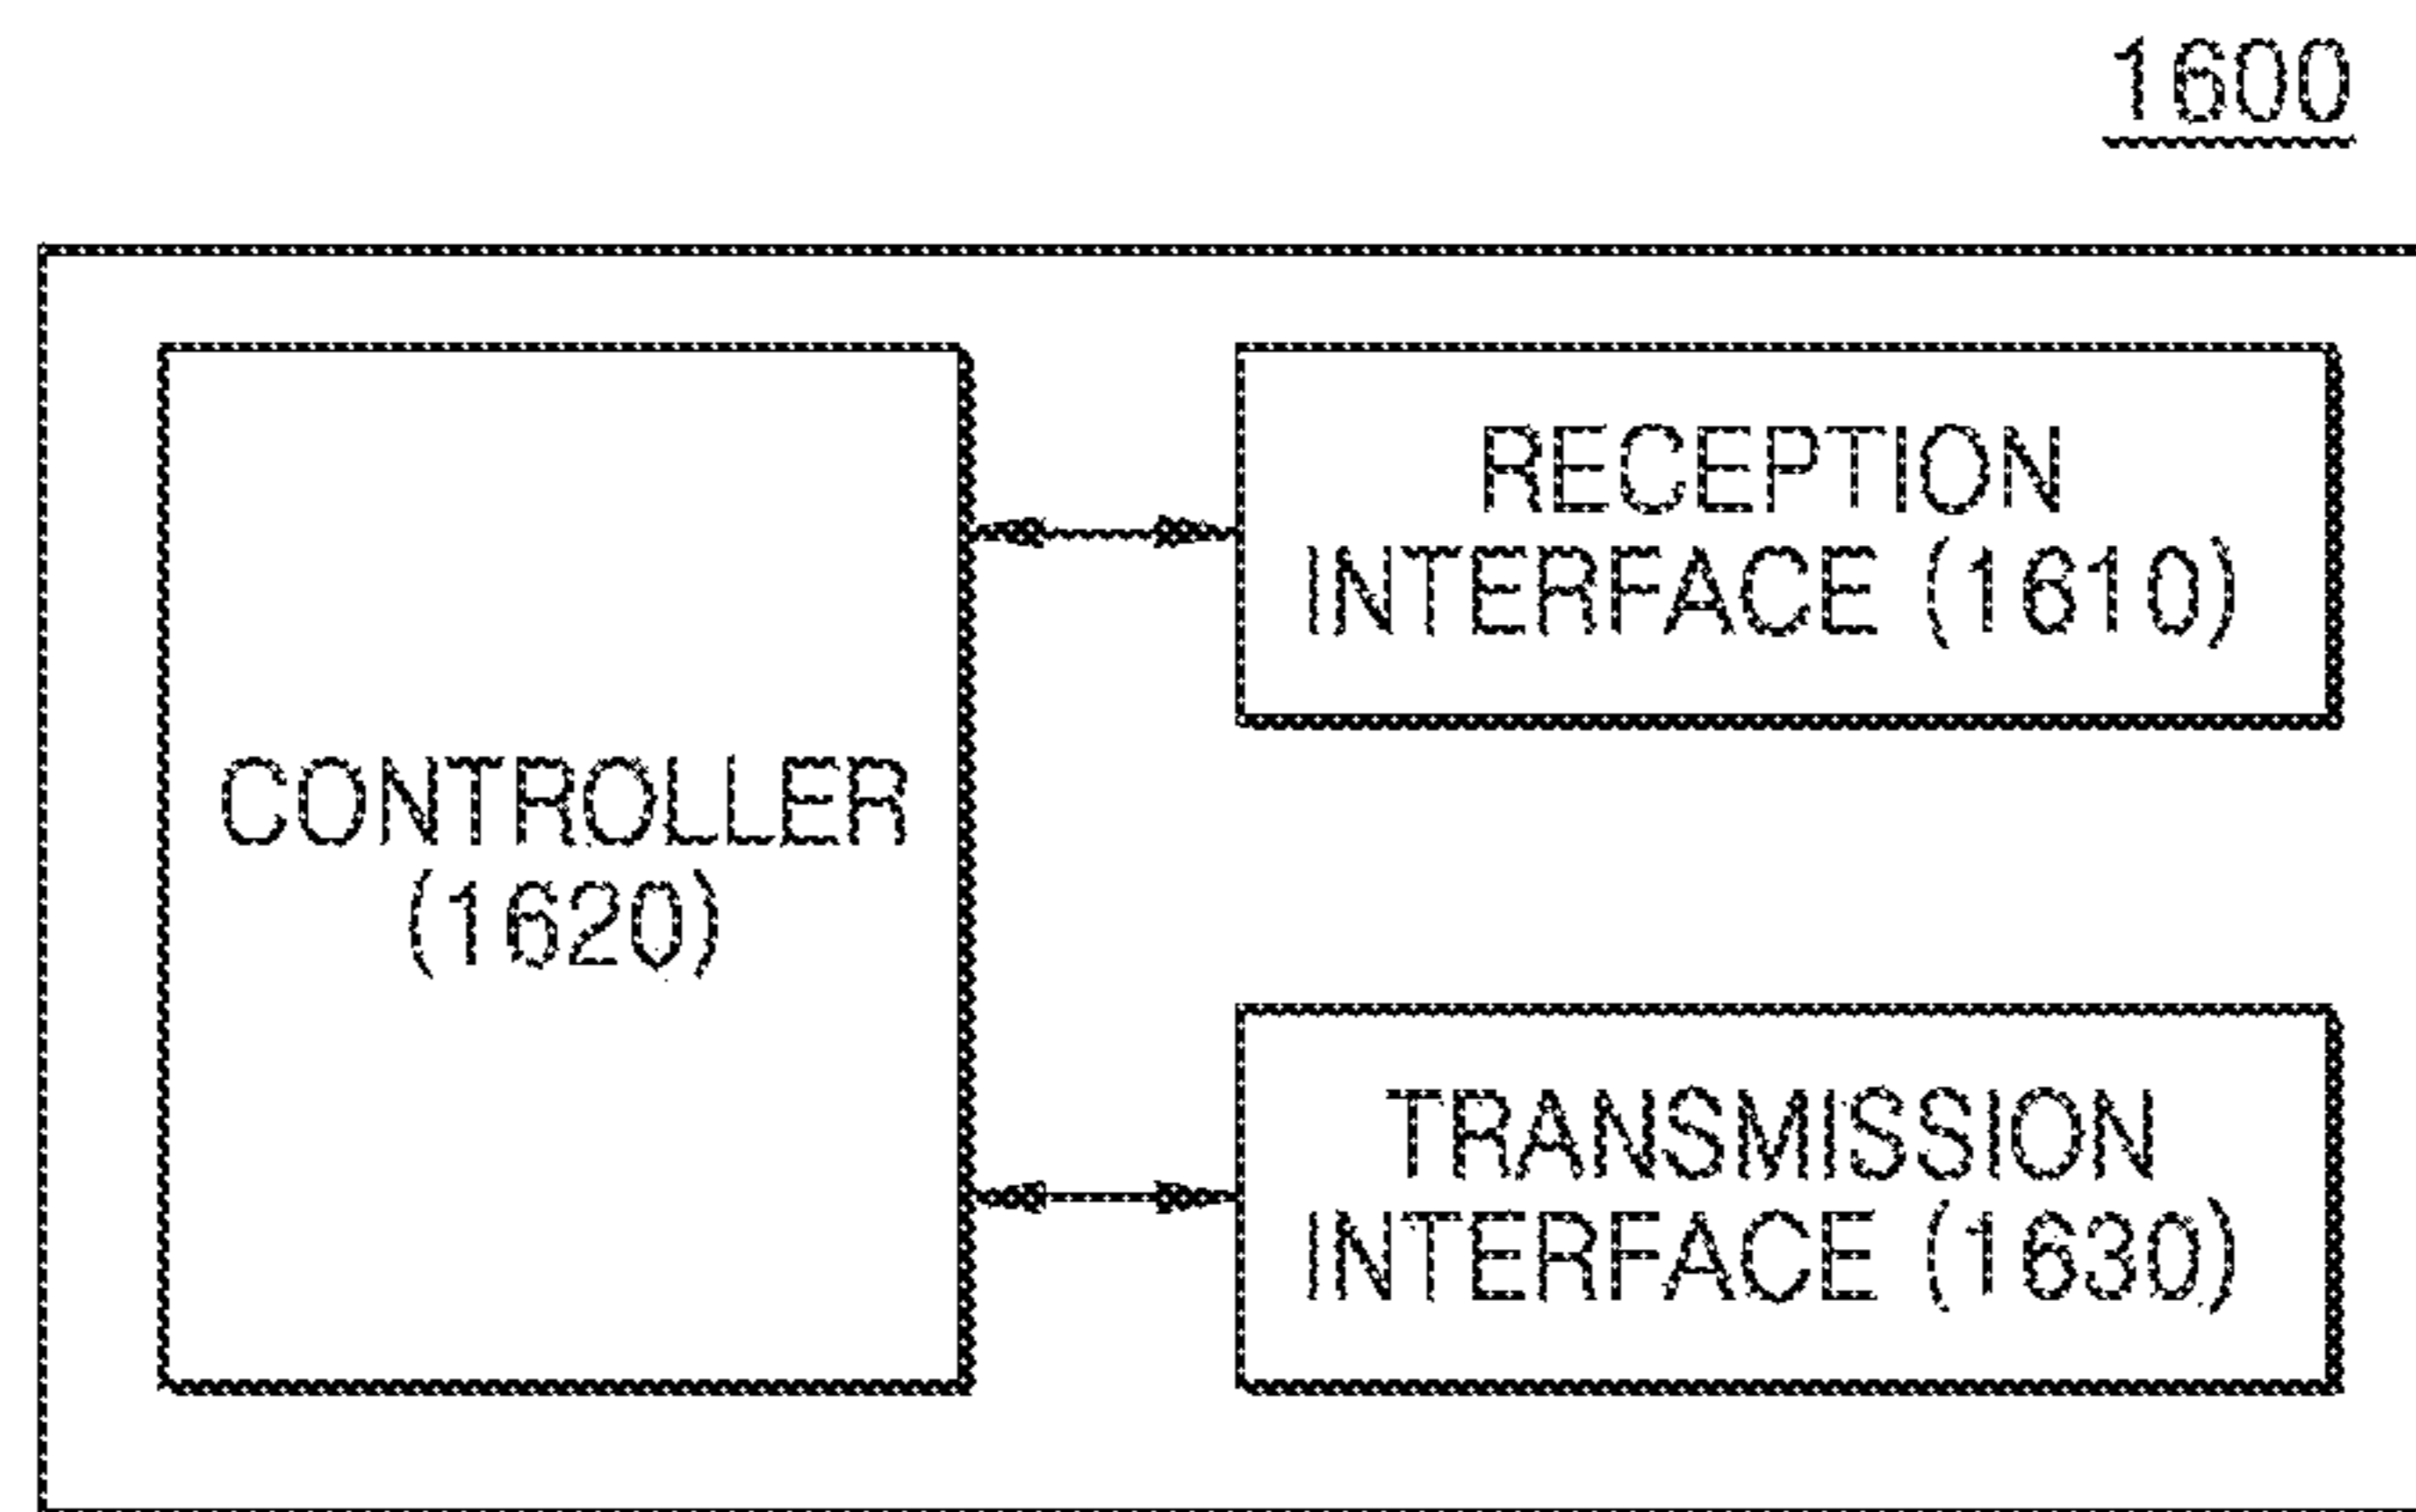 1600
CONTROLLER
(1620)
RECEPTION
INTERFACE (1610)
TRANSMISSION
INTERFACE (1630)